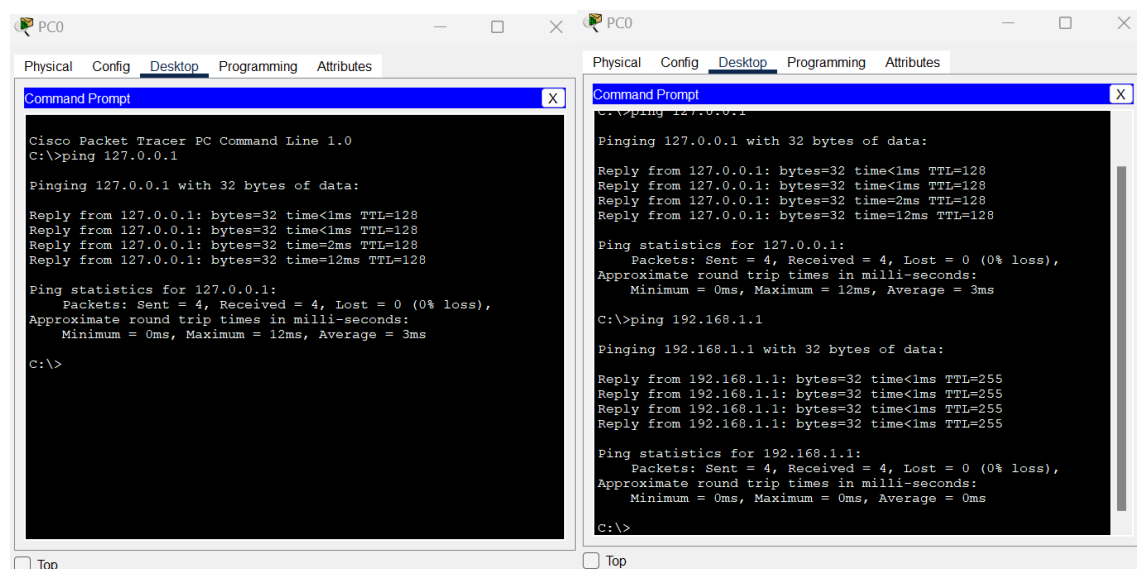 PC0
Physical Config Desktop Programming Attributes
Command Prompt
X
Cisco Packet Tracer PC Command Line 1.0
C:\>ping 127.0.0.1
Pinging 127.0.0.1 with 32 bytes of data:
Reply from 127.0.0.1: bytes=32 time<1ms TTL=128
Reply from 127.0.0.1: bytes=32 time<1ms TTL=128
Reply from 127.0.0.1: bytes=32 time=2ms TTL=128
Reply from 127.0.0.1: bytes=32 time=12ms TTL=128
Ping statistics for 127.0.0.1:
Packets: Sent = 4, Received = 4, Lost = 0 (0% loss),
Approximate round trip times in milli-seconds:
Minimum = 0ms, Maximum = 12ms, Average = 3ms
C:\>
Top
PC0
Physical Config Desktop Programming Attributes
Command Prompt
X
C:\>ping 127.0.0.1
Pinging 127.0.0.1 with 32 bytes of data:
Reply from 127.0.0.1: bytes=32 time<1ms TTL=128
Reply from 127.0.0.1: bytes=32 time<1ms TTL=128
Reply from 127.0.0.1: bytes=32 time=2ms TTL=128
Reply from 127.0.0.1: bytes=32 time=12ms TTL=128
Ping statistics for 127.0.0.1:
Packets: Sent = 4, Received = 4, Lost = 0 (0% loss),
Approximate round trip times in milli-seconds:
Minimum = 0ms, Maximum = 12ms, Average = 3ms
C:\>ping 192.168.1.1
Pinging 192.168.1.1 with 32 bytes of data:
Reply from 192.168.1.1: bytes=32 time<1ms TTL=255
Reply from 192.168.1.1: bytes=32 time<1ms TTL=255
Reply from 192.168.1.1: bytes=32 time<1ms TTL=255
Reply from 192.168.1.1: bytes=32 time<1ms TTL=255
Ping statistics for 192.168.1.1:
Packets: Sent = 4, Received = 4, Lost = 0 (0% loss),
Approximate round trip times in milli-seconds:
Minimum = 0ms, Maximum = 0ms, Average = 0ms
C:\>
Top